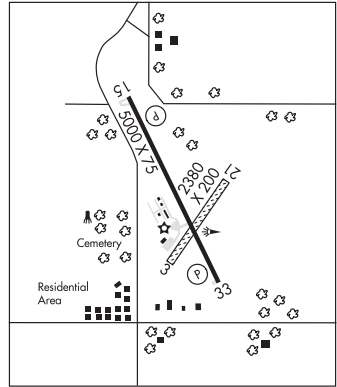 15
P
5000 X 75
2380
X 200
21
Cemetery
3
P
33
Residential
Area